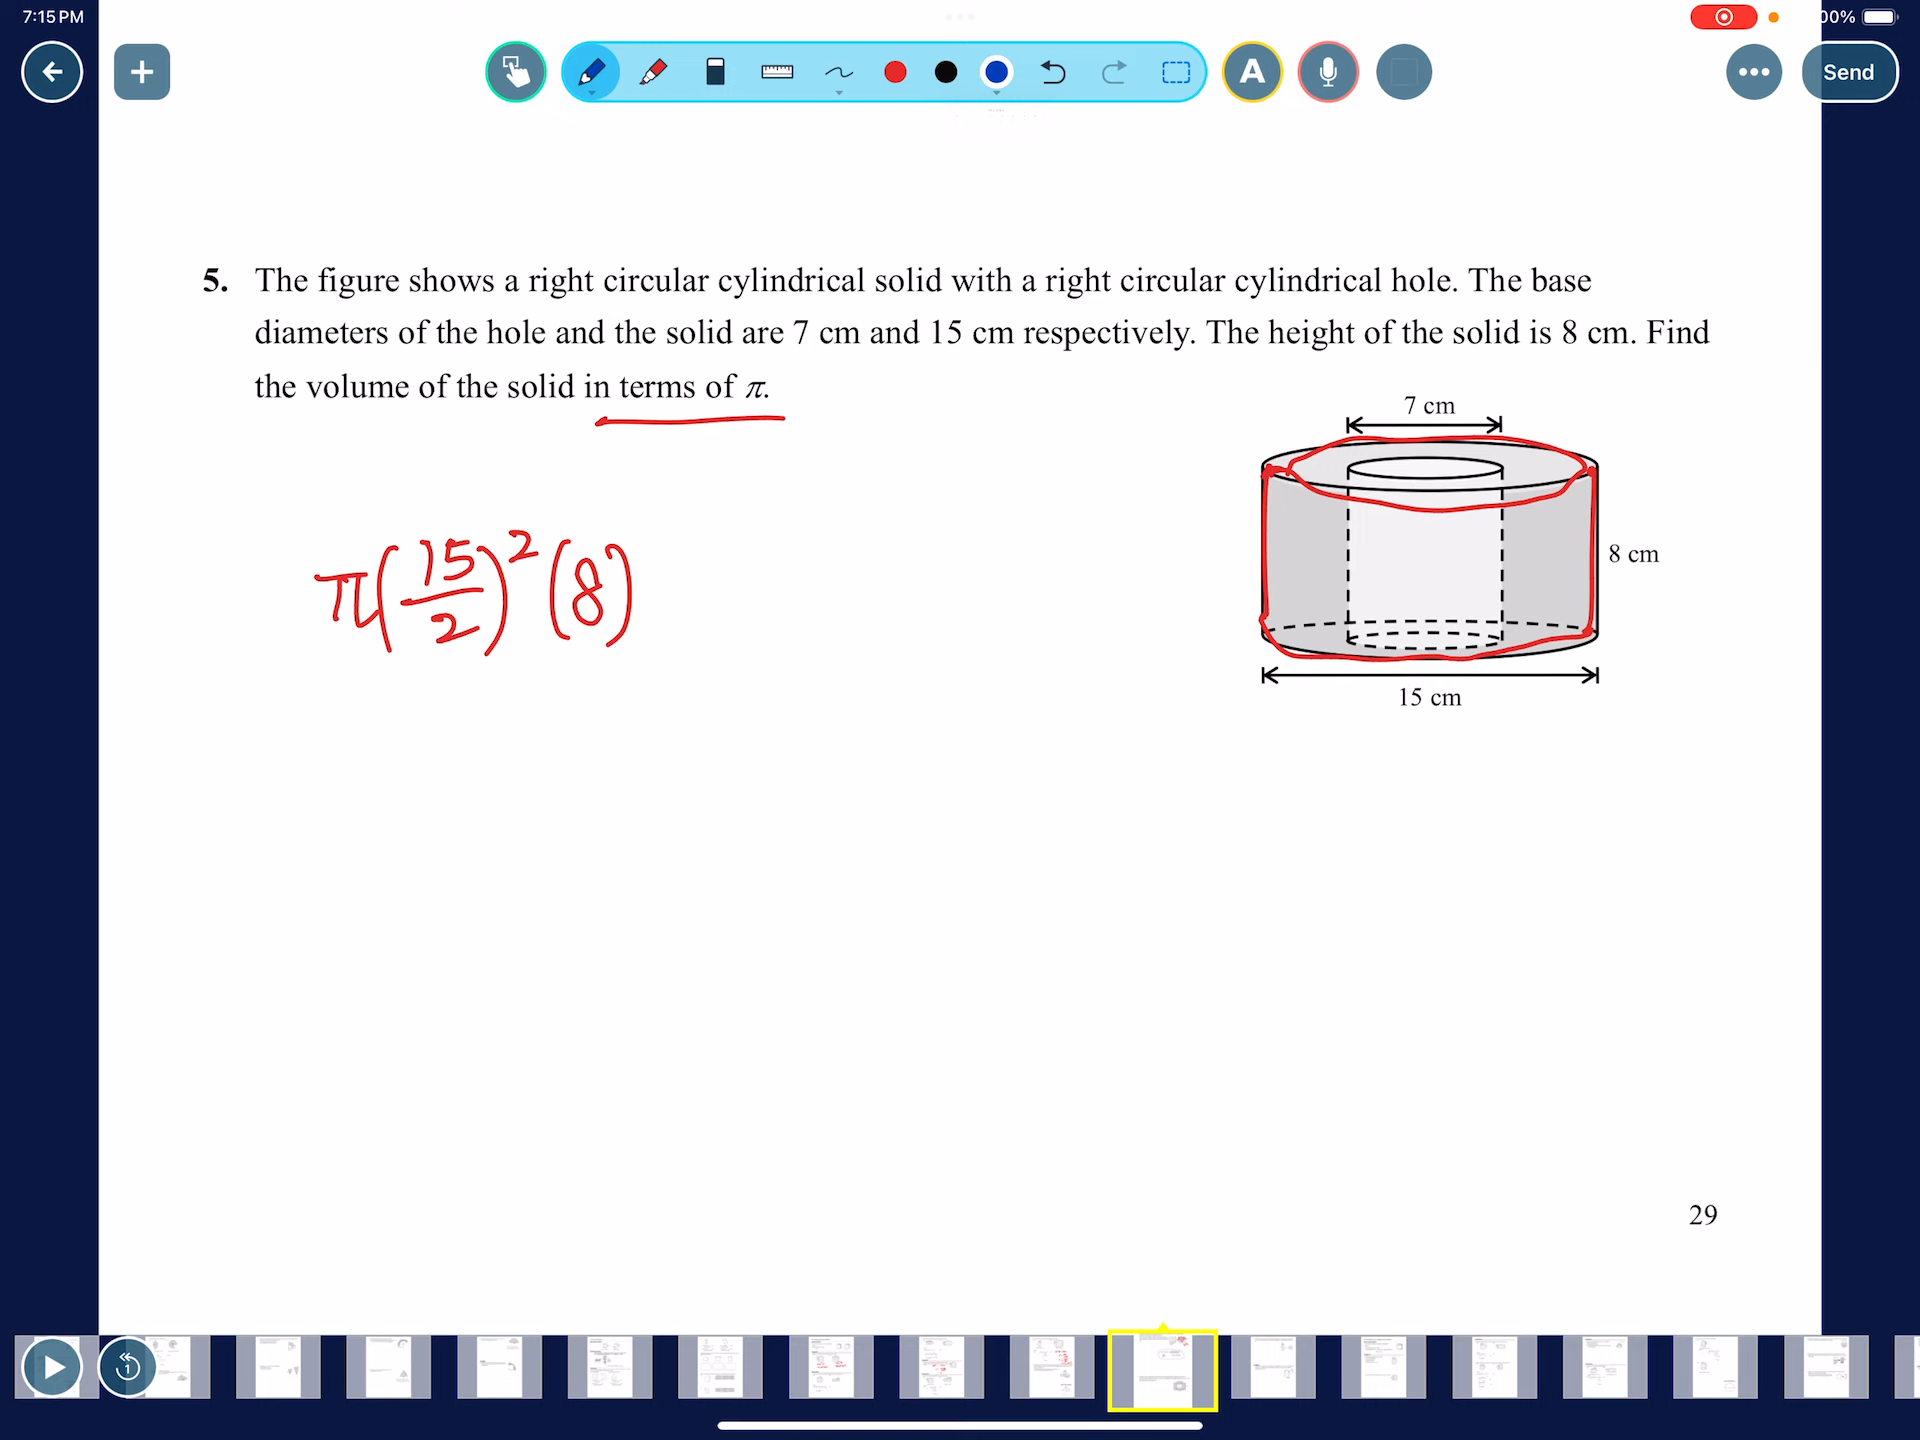 7:15 PM
00%
A
Send
5. The figure shows a right circular cylindrical solid with a right circular cylindrical hole. The base
diameters of the hole and the solid are 7 cm and 15 cm respectively. The height of the solid is 8 cm. Find
the volume of the solid in terms of π.
7 cm
8 cm
15 cm
π(15/2)²(8)
29
1